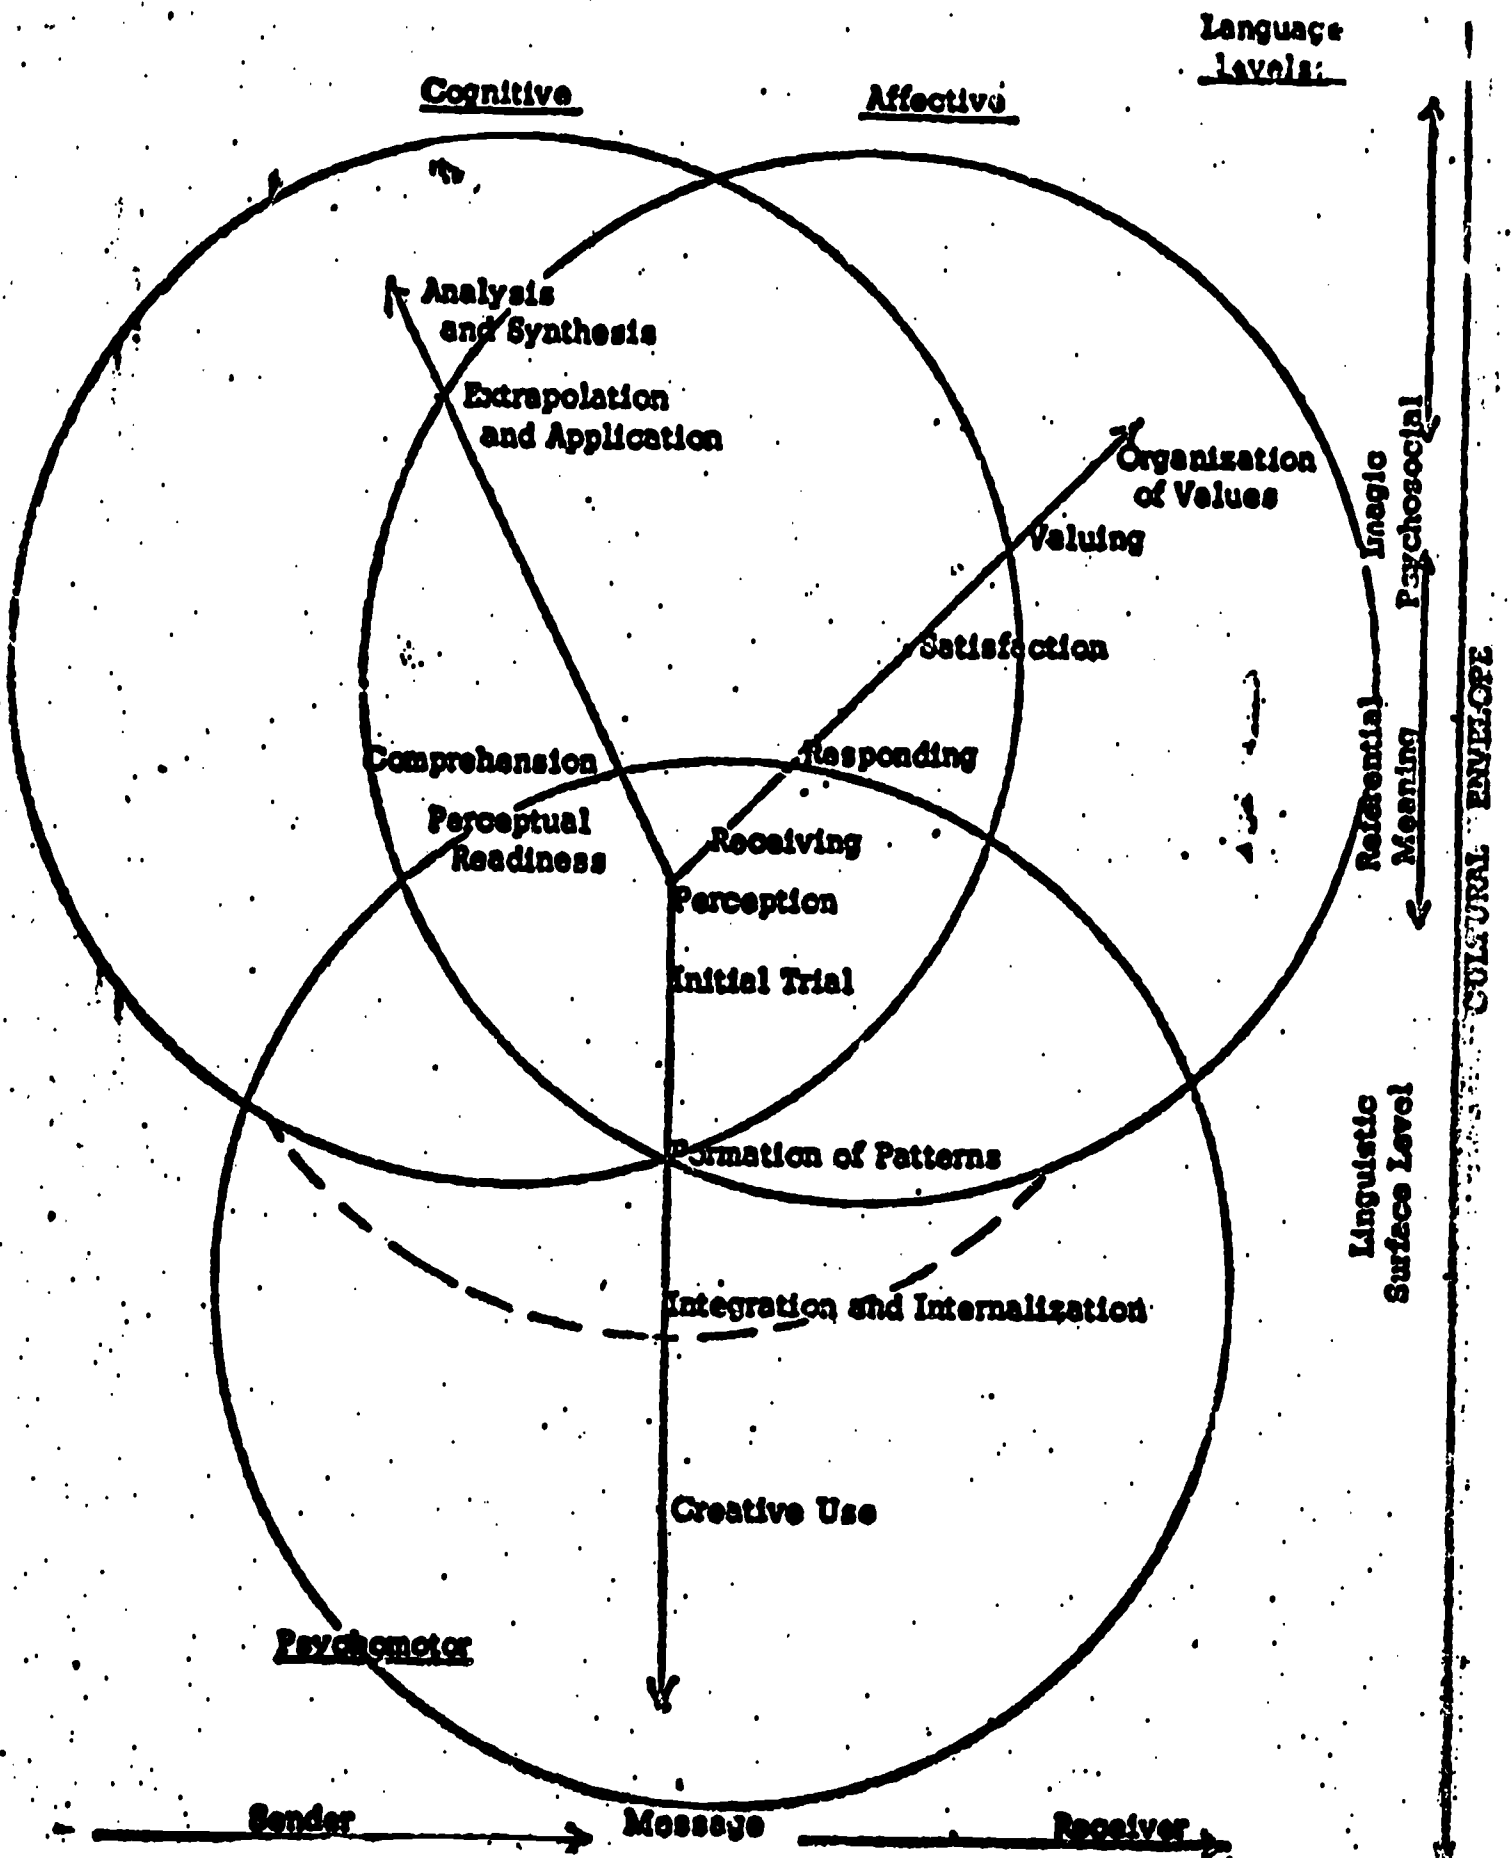 Language
Levels:
Cognitive
Affective
Analysis
and Synthesis
Extrapolation
and Application
Organization
of Values
Valuing
Satisfaction
Imagic
Psychosocial
Comprehension
Responding
Perceptual
Readiness
Receiving
Perception
Initial Trial
Referential
Meaning
CULTURAL ENVELOPE
Formation of Patterns
Linguistic
Surface Level
Integration and Internalization
Creative Use
Psychomotor
Sender
Message
Receiver